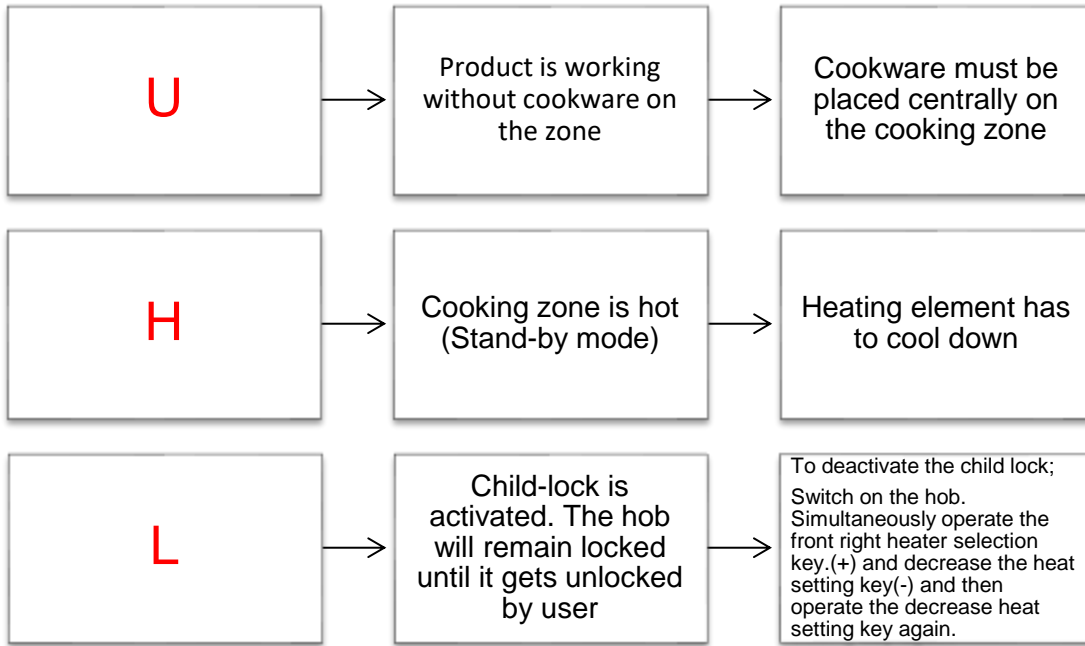 U
Product is working
without cookware on
the zone
Cookware must be
placed centrally on
the cooking zone
H
Cooking zone is hot
(Stand-by mode)
Heating element has
to cool down
L
Child-lock is
activated. The hob
will remain locked
until it gets unlocked
by user
To deactivate the child lock;
Switch on the hob.
Simultaneously operate the
front right heater selection
key.(+) and decrease the heat
setting key(-) and then
operate the decrease heat
setting key again.